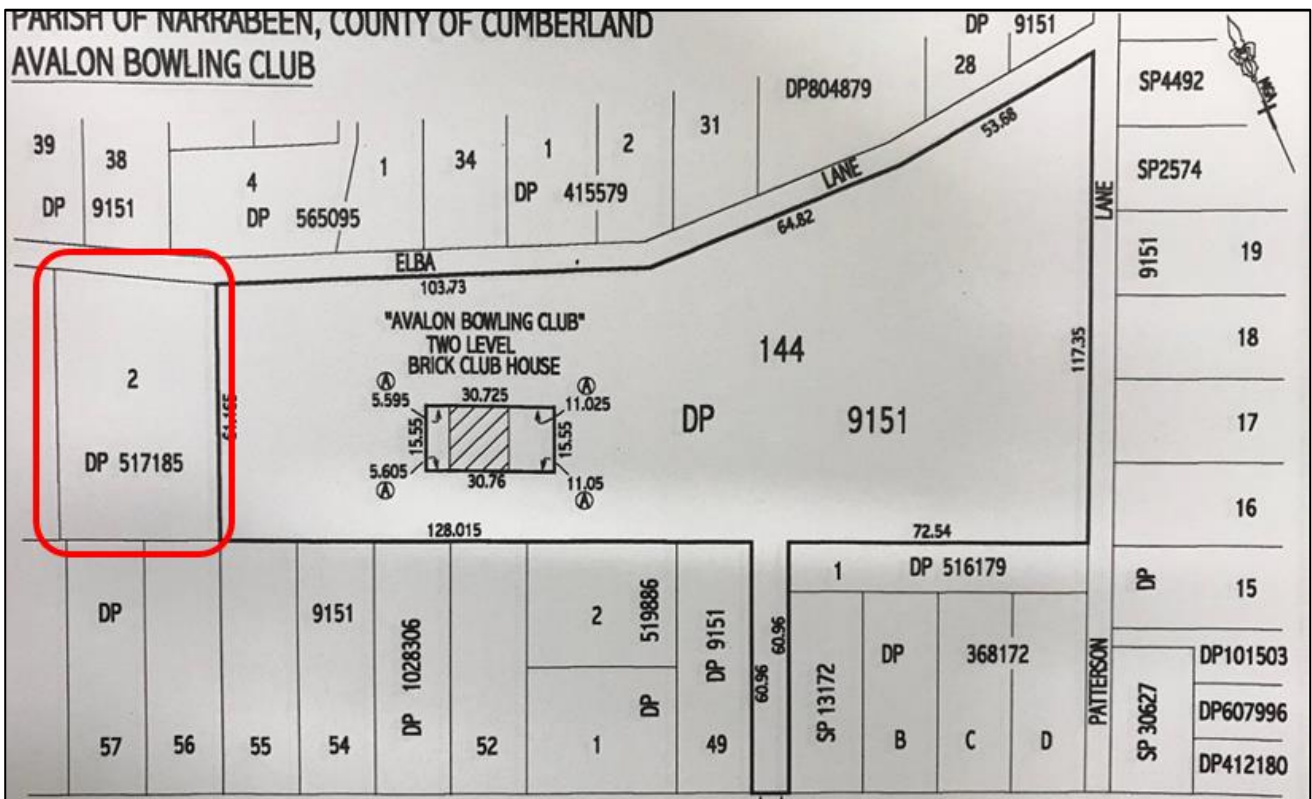 PARISH OF NARRABEEN, COUNTY OF CUMBERLAND
AVALON BOWLING CLUB
DP 9151
28
DP804879
31
2
1
DP 415579
34
1
4
DP 565095
38
39
DP 9151
MGA
SP4492
SP2574
LANE
9151
19
18
17
16
DP
15
LANE
53.68
64.82
ELBA
103.73
"AVALON BOWLING CLUB"
TWO LEVEL
BRICK CLUB HOUSE
A
5.595
30.725
A
11.025
15.55
15.55
5.605
A
30.76
11.05
A
144
DP 9151
117.35
2
DP 517185
61.165
128.015
72.54
1
DP 516179
DP 9151
57
56
55
54
DP 1028306
52
2
519886
DP
1
DP 9151
49
60.96
60.96
SP 13172
DP 368172
B
C
D
PATTERSON
SP 30627
DP101503
DP607996
DP412180